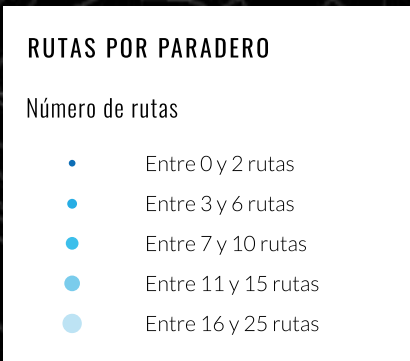 RUTAS POR PARADERO
Número de rutas
Entre 0 y 2 rutas
Entre 3 y 6 rutas
Entre 7 y 10 rutas
Entre 11 y 15 rutas
Entre 16 y 25 rutas